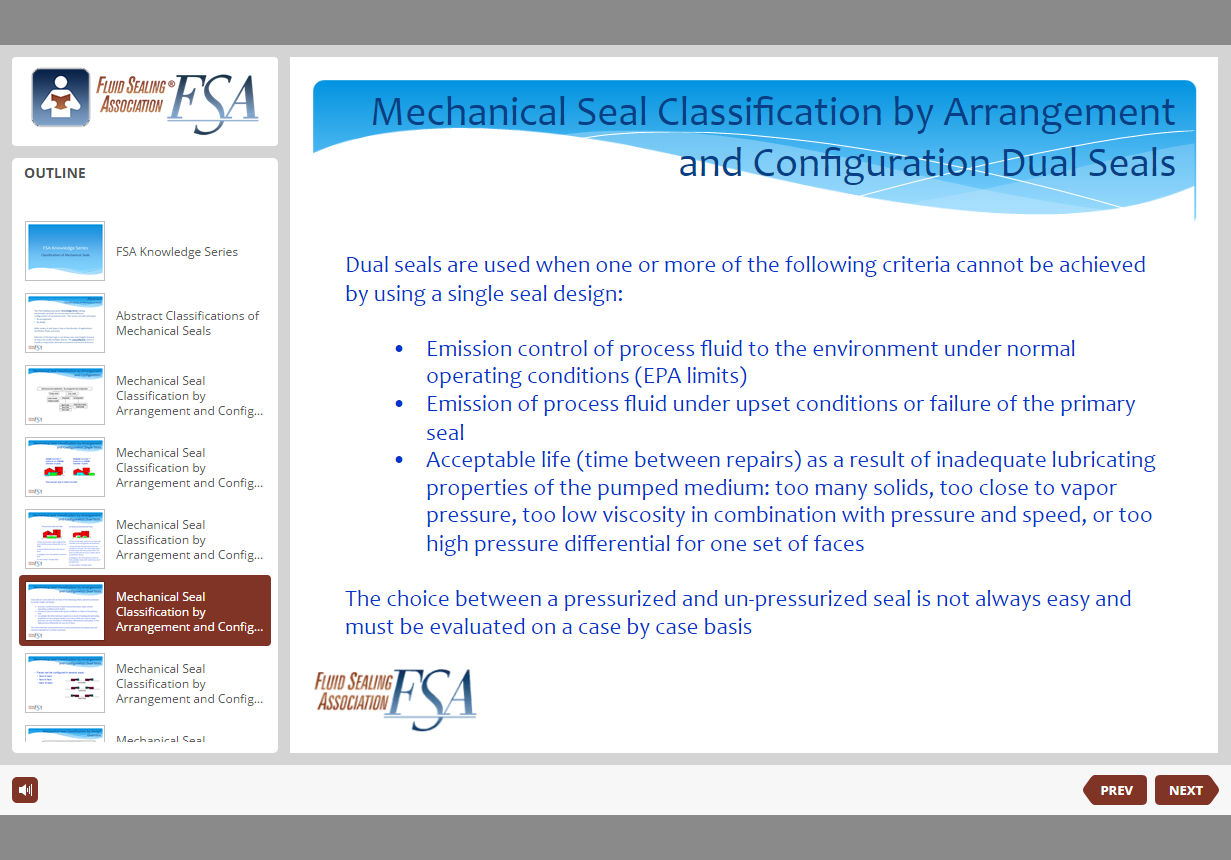 FLUID SEALING®
ASSOCIATION
FSA
OUTLINE
FSA Knowledge Series
FSA Knowledge Series
Abstract Classifications of
Mechanical Seals
Mechanical Seal
Classification by
Arrangement and Config...
Mechanical Seal
Classification by
Arrangement and Config...
Mechanical Seal
Classification by
Arrangement and Config...
Mechanical Seal
Classification by
Arrangement and Config...
Mechanical Seal
Classification by
Arrangement and Config...
Mechanical Seal
Mechanical Seal Classification by Arrangement
and Configuration Dual Seals
Dual seals are used when one or more of the following criteria cannot be achieved
by using a single seal design:
• Emission control of process fluid to the environment under normal
operating conditions (EPA limits)
• Emission of process fluid under upset conditions or failure of the primary
seal
• Acceptable life (time between repairs) as a result of inadequate lubricating
properties of the pumped medium: too many solids, too close to vapor
pressure, too low viscosity in combination with pressure and speed, or too
high pressure differential for one set of faces
The choice between a pressurized and un-pressurized seal is not always easy and
must be evaluated on a case by case basis
FLUID SEALING
ASSOCIATION
FSA
PREV
NEXT